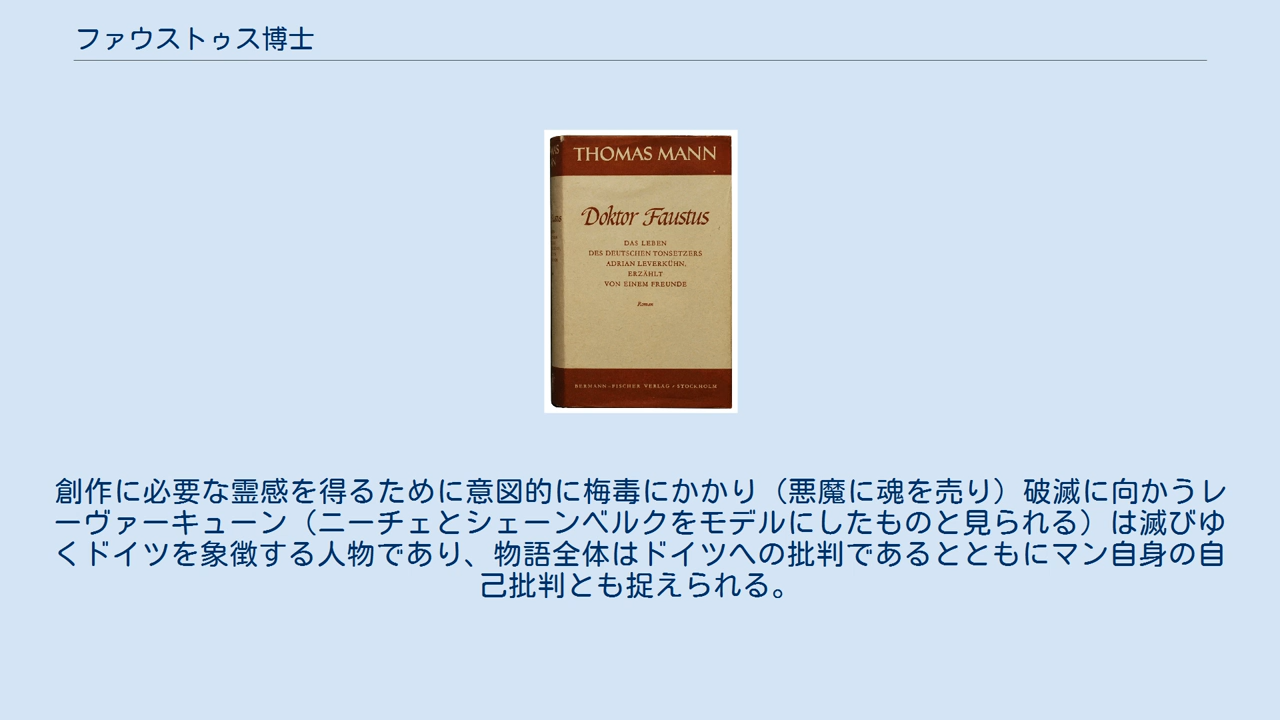 ファウストゥス博士
THOMAS MANN
Doktor Faustus
DAS LEBEN
DES DEUTSCHEN TONSETZERS
ADRIAN LEVERKÜHN,
ERZÄHLT
VON EINEM FREUNDE
Roman
BERMANN-FISCHER VERLAG · STOCKHOLM
創作に必要な霊感を得るために意図的に梅毒にかかり（悪魔に魂を売り）破滅に向かうレ
ーヴァーキューン（ニーチェとシェーンベルクをモデルにしたものと見られる）は滅びゆ
くドイツを象徴する人物であり、物語全体はドイツへの批判であるとともにマン自身の自
己批判とも捉えられる。